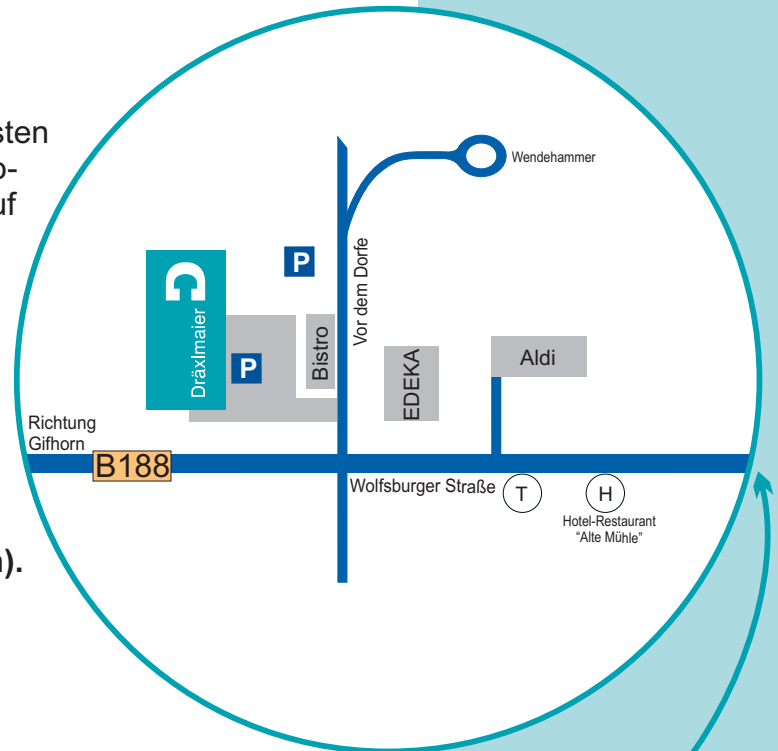 sten
o-
uf
Wendehammer
P
Vor dem Dorfe
Dräxlmaier
P
Bistro
EDEKA
Aldi
Richtung
Gifhorn
B188
Wolfsburger Straße
T
H
Hotel-Restaurant
"Alte Mühle"
).